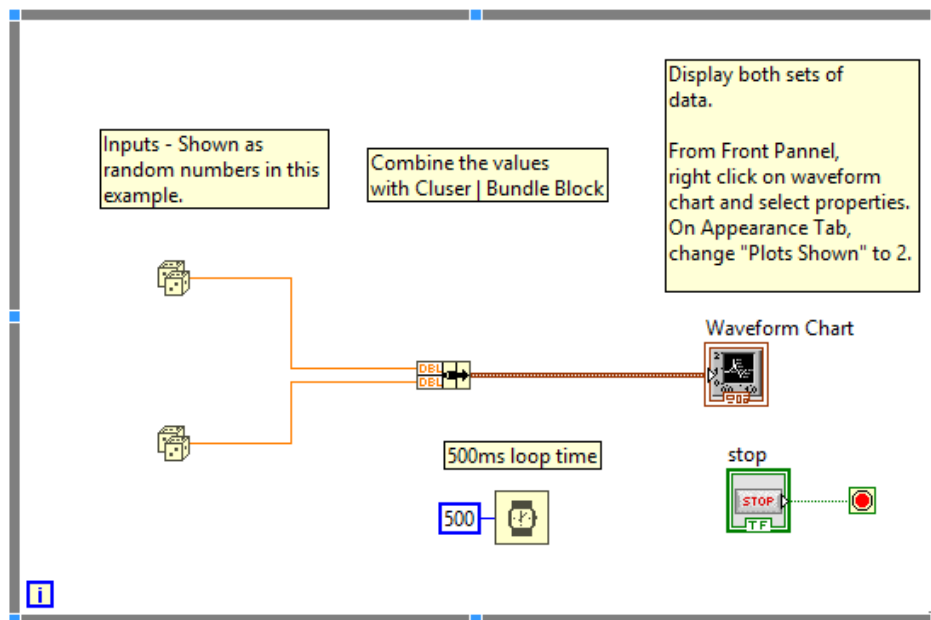 Display both sets of
data.
From Front Pannel,
right click on waveform
chart and select properties.
On Appearance Tab,
change "Plots Shown" to 2.
Inputs - Shown as
random numbers in this
example.
Combine the values
with Cluser | Bundle Block
Waveform Chart
DBL
DBL
500ms loop time
stop
500
STOP
TF
i